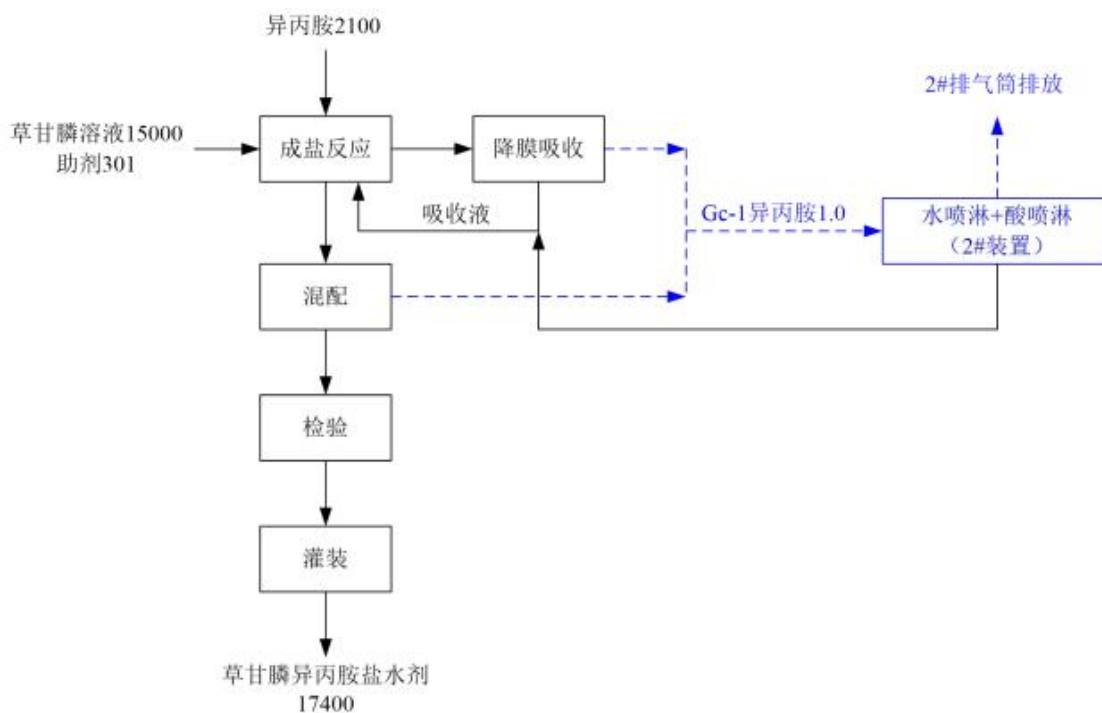 异丙胺2100
2#排气筒排放
草甘膦溶液15000
助剂301
成盐反应
降膜吸收
吸收液
Gc-1异丙胺1.0
水喷淋+酸喷淋
（2#装置）
混配
检验
灌装
草甘膦异丙胺盐水剂
17400